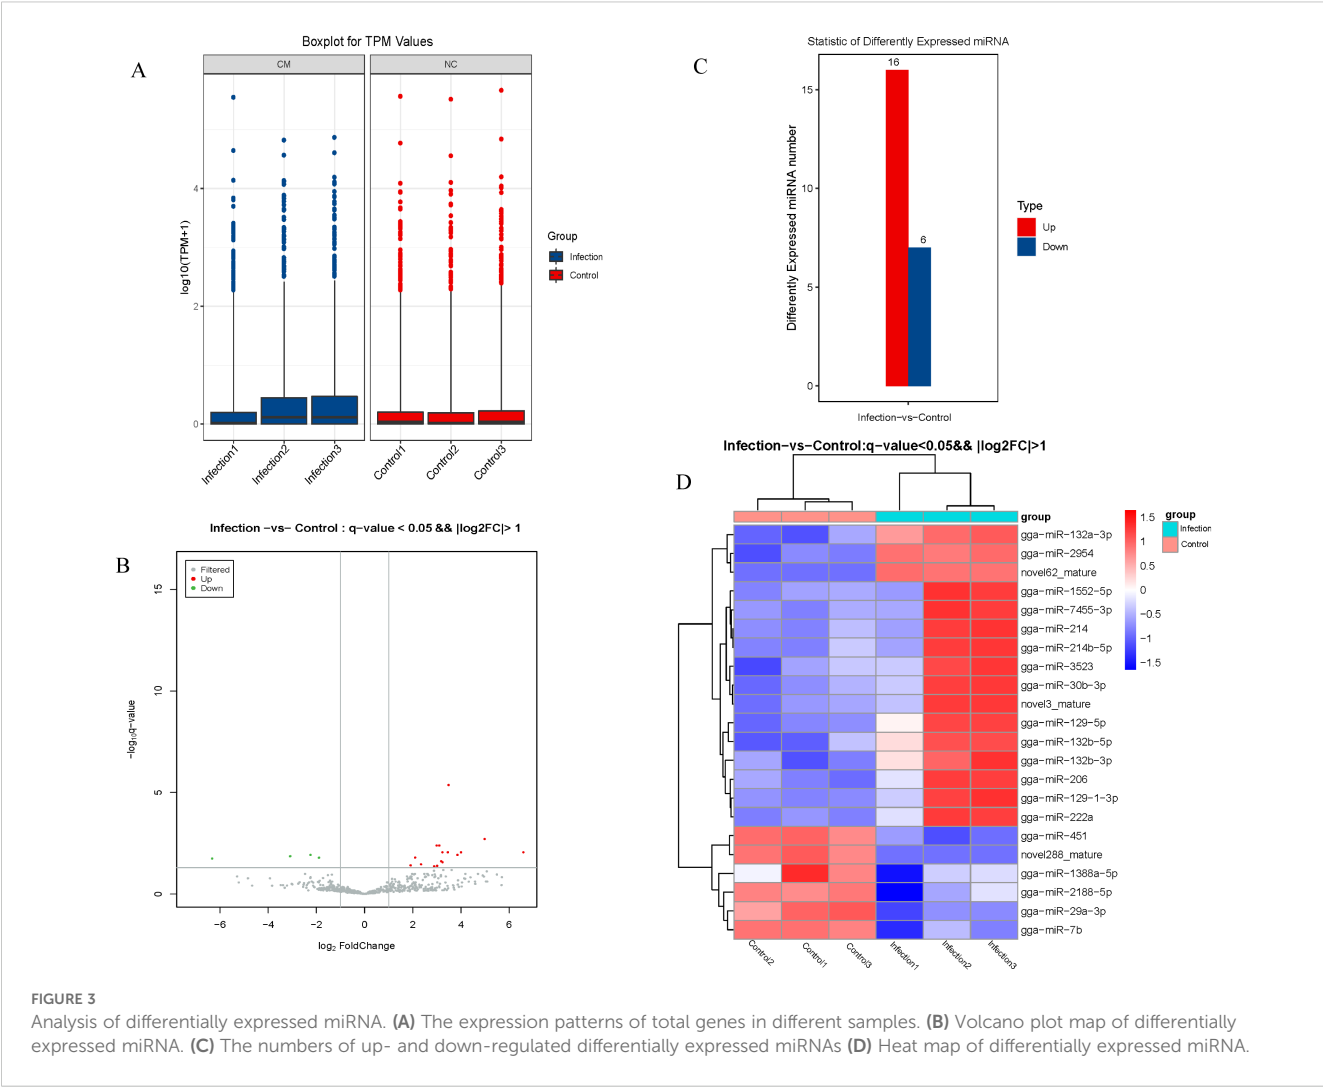 A
Boxplot for TPM Values
CM
NC
log10(TPM+1)
4
2
0
Infection1
Infection2
Infection3
Control1
Control2
Control3
Group
Infection
Control
C
Statistic of Differently Expressed miRNA
Differently Expressed miRNA number
15
10
5
0
16
6
Infection-vs-Control
Type
Up
Down
B
Infection -vs- Control : q-value < 0.05 && |log2FC| > 1
Filtered
Up
Down
-log10q-value
15
10
5
0
-6
-4
-2
0
2
4
6
log2 FoldChange
D
Infection-vs-Control:q-value<0.05&& |log2FC|>1
group
gga-miR-132a-3p
gga-miR-2954
novel62_mature
gga-miR-1552-5p
gga-miR-7455-3p
gga-miR-214
gga-miR-214b-5p
gga-miR-3523
gga-miR-30b-3p
novel3_mature
gga-miR-129-5p
gga-miR-132b-5p
gga-miR-132b-3p
gga-miR-206
gga-miR-129-1-3p
gga-miR-222a
gga-miR-451
novel288_mature
gga-miR-1388a-5p
gga-miR-2188-5p
gga-miR-29a-3p
gga-miR-7b
Control2
Control1
Control3
Infection1
Infection2
Infection3
1.5
1
0.5
0
-0.5
-1
-1.5
group
Infection
Control
FIGURE 3
Analysis of differentially expressed miRNA. (A) The expression patterns of total genes in different samples. (B) Volcano plot map of differentially
expressed miRNA. (C) The numbers of up- and down-regulated differentially expressed miRNAs (D) Heat map of differentially expressed miRNA.